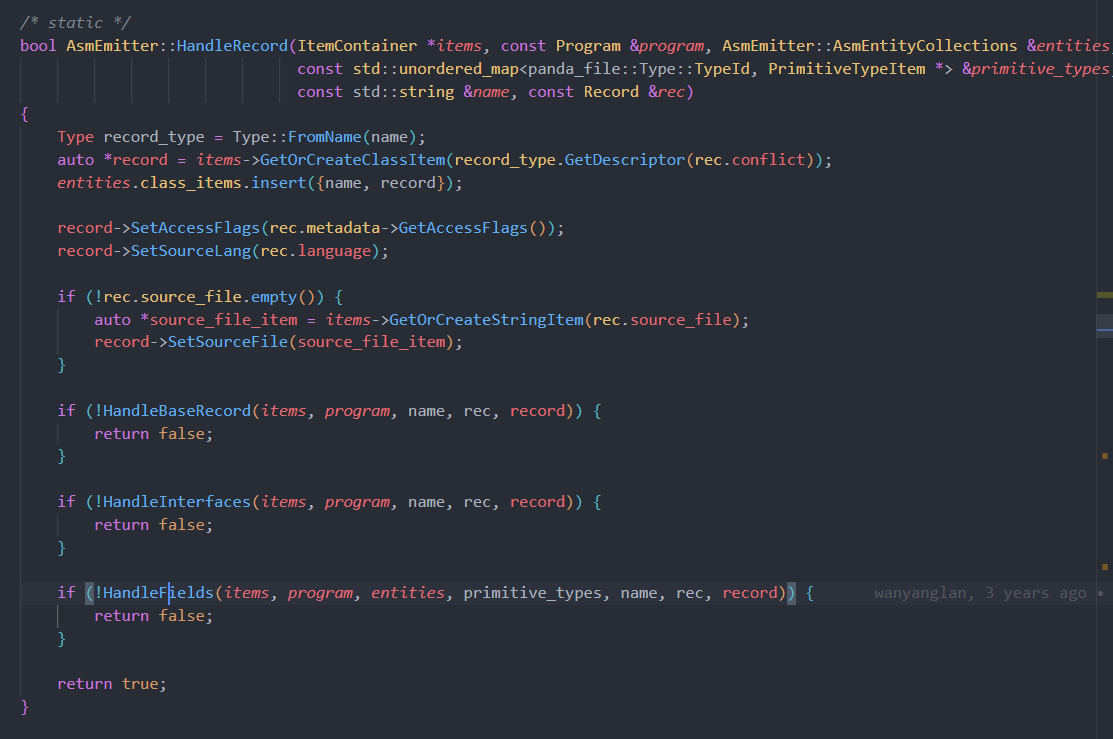 /* static */
bool AsmEmitter::HandleRecord(ItemContainer *items, const Program &program, AsmEmitter::AsmEntityCollections &entities,
                              const std::unordered_map<panda_file::Type::TypeId, PrimitiveTypeItem *> &primitive_types,
                              const std::string &name, const Record &rec)
{
    Type record_type = Type::FromName(name);
    auto *record = items->GetOrCreateClassItem(record_type.GetDescriptor(rec.conflict));
    entities.class_items.insert({name, record});

    record->SetAccessFlags(rec.metadata->GetAccessFlags());
    record->SetSourceLang(rec.language);

    if (!rec.source_file.empty()) {
        auto *source_file_item = items->GetOrCreateStringItem(rec.source_file);
        record->SetSourceFile(source_file_item);
    }

    if (!HandleBaseRecord(items, program, name, rec, record)) {
        return false;
    }

    if (!HandleInterfaces(items, program, name, rec, record)) {
        return false;
    }

    if (!HandleFields(items, program, entities, primitive_types, name, rec, record)) {      wanyanglan, 3 years ago •
        return false;
    }

    return true;
}